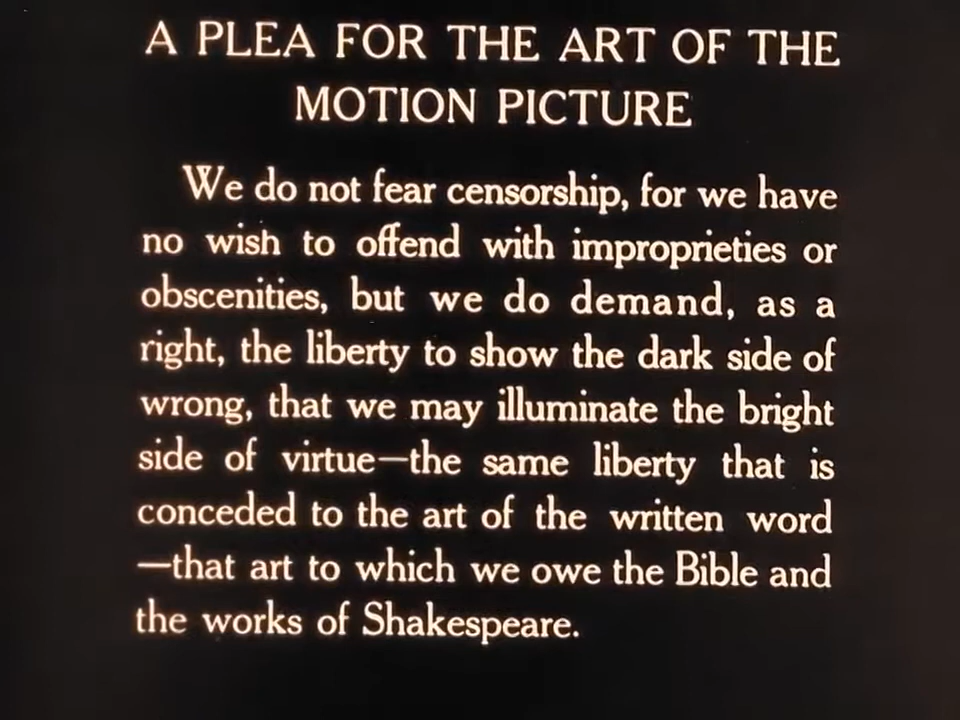 A PLEA FOR THE ART OF THE
MOTION PICTURE
We do not fear censorship, for we have
no wish to offend with improprieties or
obscenities, but we do demand, as a
right, the liberty to show the dark side of
wrong, that we may illuminate the bright
side of virtue—the same liberty that is
conceded to the art of the written word
—that art to which we owe the Bible and
the works of Shakespeare.